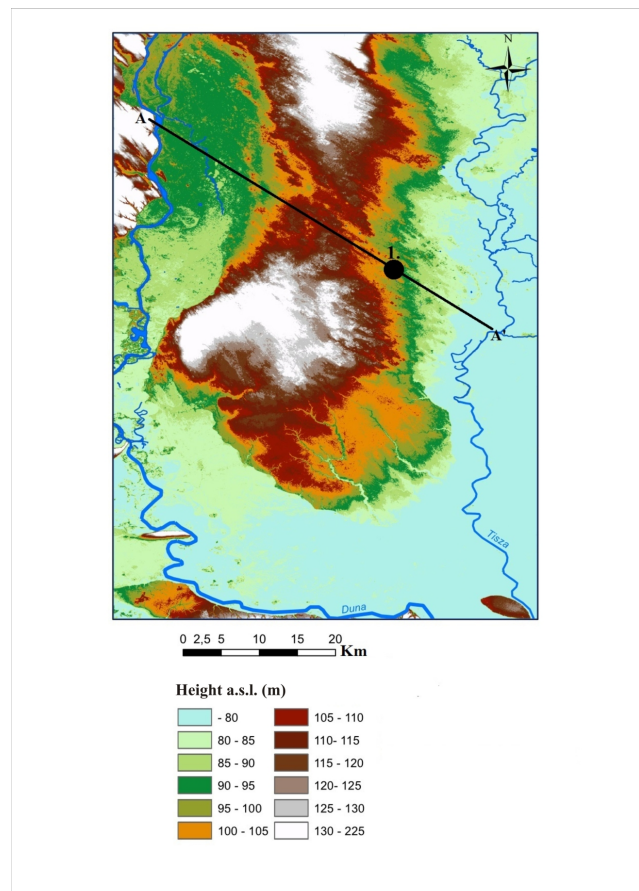 N
A
1.
A'
Tisza
Duna
0 2,5 5 10 15 20 Km
Height a.s.l. (m)
- 80 105 - 110
80 - 85 110- 115
85 - 90 115 - 120
90 - 95 120- 125
95 - 100 125 - 130
100 - 105 130 - 225